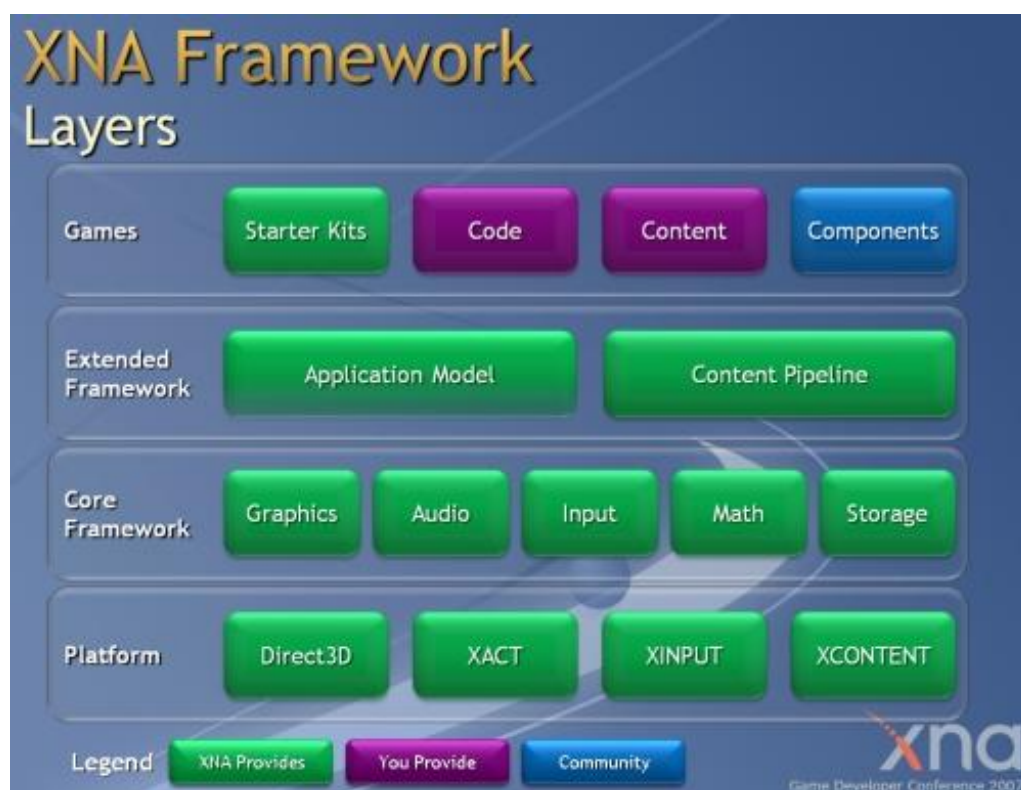 XNA Framework
Layers
Games
Starter Kits
Code
Content
Components
Extended
Framework
Application Model
Content Pipeline
Core
Framework
Graphics
Audio
Input
Math
Storage
Platform
Direct3D
XACT
XINPUT
XCONTENT
Legend
XNA Provides
You Provide
Community
xna
Game Developer Conference 2007